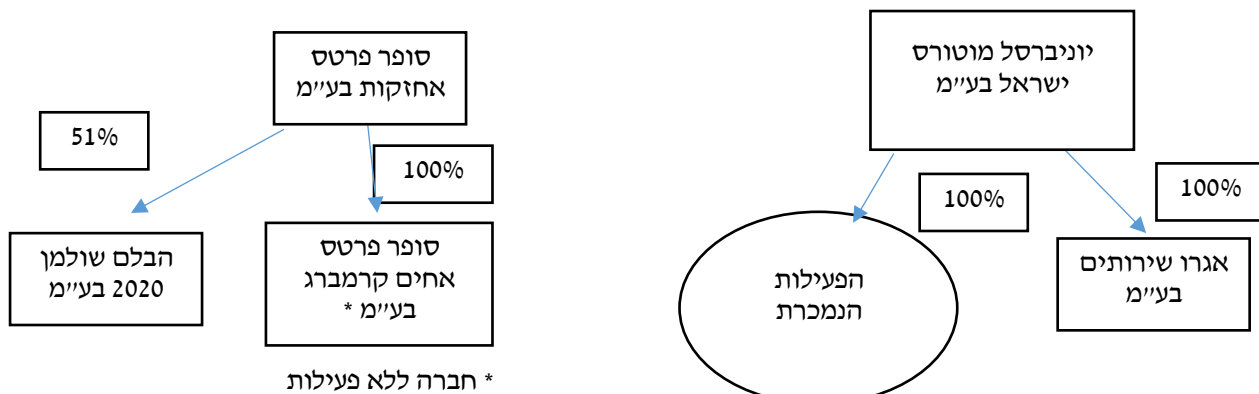 יוניברסל מוטורס
ישראל בע״מ
100%
100%
אגרו שירותים
בע״מ
הפעילות
הנמכרת
סופר פרטס
אחזקות בע״מ
100%
51%
סופר פרטס
אחים קרמברג
בע״מ *
הבלם שולמן
2020 בע״מ
* חברה ללא פעילות